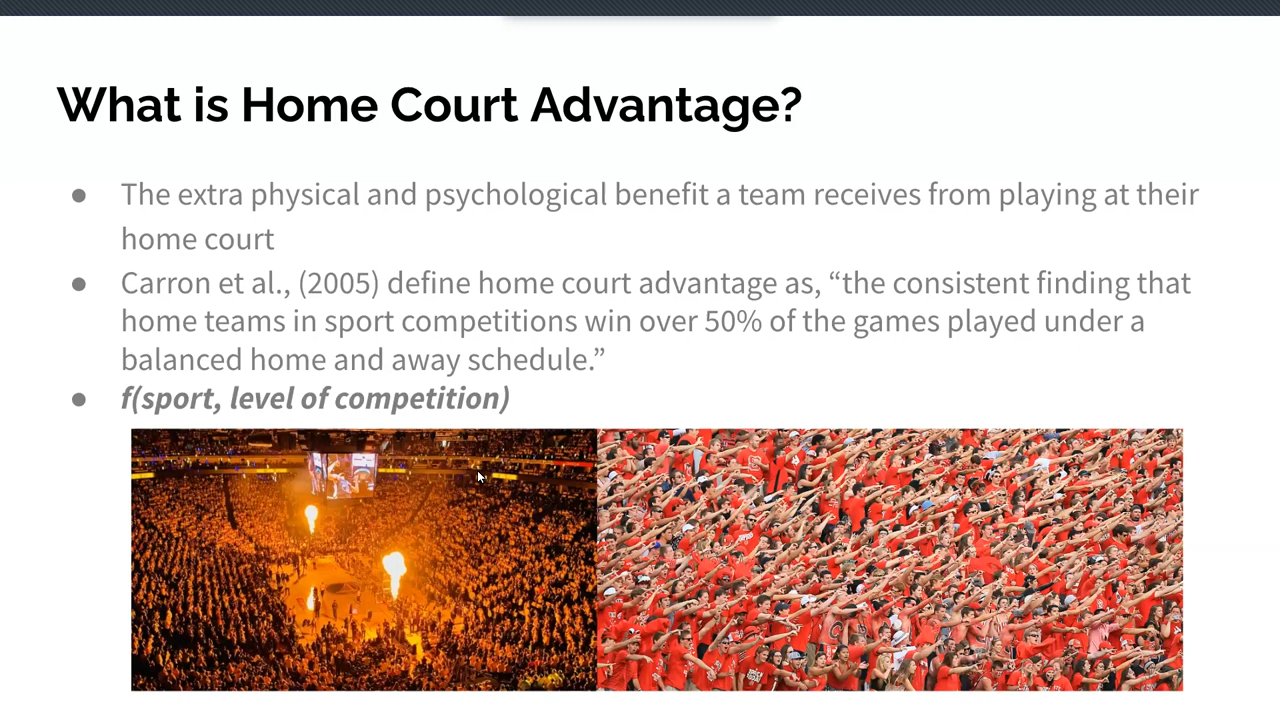 What is Home Court Advantage?
● The extra physical and psychological benefit a team receives from playing at their
home court
● Carron et al., (2005) define home court advantage as, “the consistent finding that
home teams in sport competitions win over 50% of the games played under a
balanced home and away schedule.”
● f(sport, level of competition)